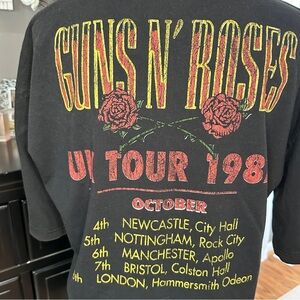 GUNS N' ROSES
UK TOUR 198
OCTOBER
4th NEWCASTLE, City Hall
5th NOTTINGHAM, Rock City
6th MANCHESTER, Apollo
7th BRISTOL, Colston Hall
LONDON, Hammersmith Odeon